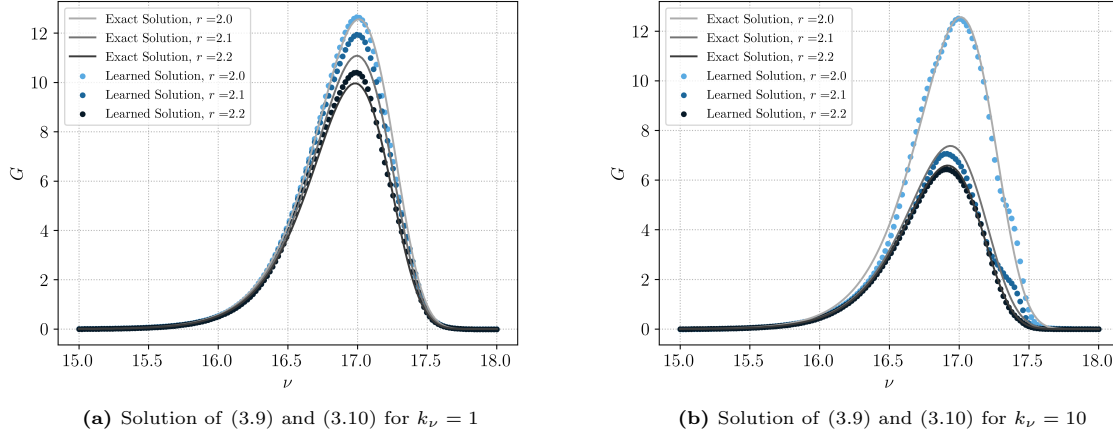 12
10
8
6
4
2
0
G
Exact Solution, r =2.0
Exact Solution, r =2.1
Exact Solution, r =2.2
Learned Solution, r =2.0
Learned Solution, r =2.1
Learned Solution, r =2.2
15.0 15.5 16.0 16.5 17.0 17.5 18.0
ν
(a) Solution of (3.9) and (3.10) for kν = 1
12
10
8
6
4
2
0
G
Exact Solution, r =2.0
Exact Solution, r =2.1
Exact Solution, r =2.2
Learned Solution, r =2.0
Learned Solution, r =2.1
Learned Solution, r =2.2
15.0 15.5 16.0 16.5 17.0 17.5 18.0
ν
(b) Solution of (3.9) and (3.10) for kν = 10